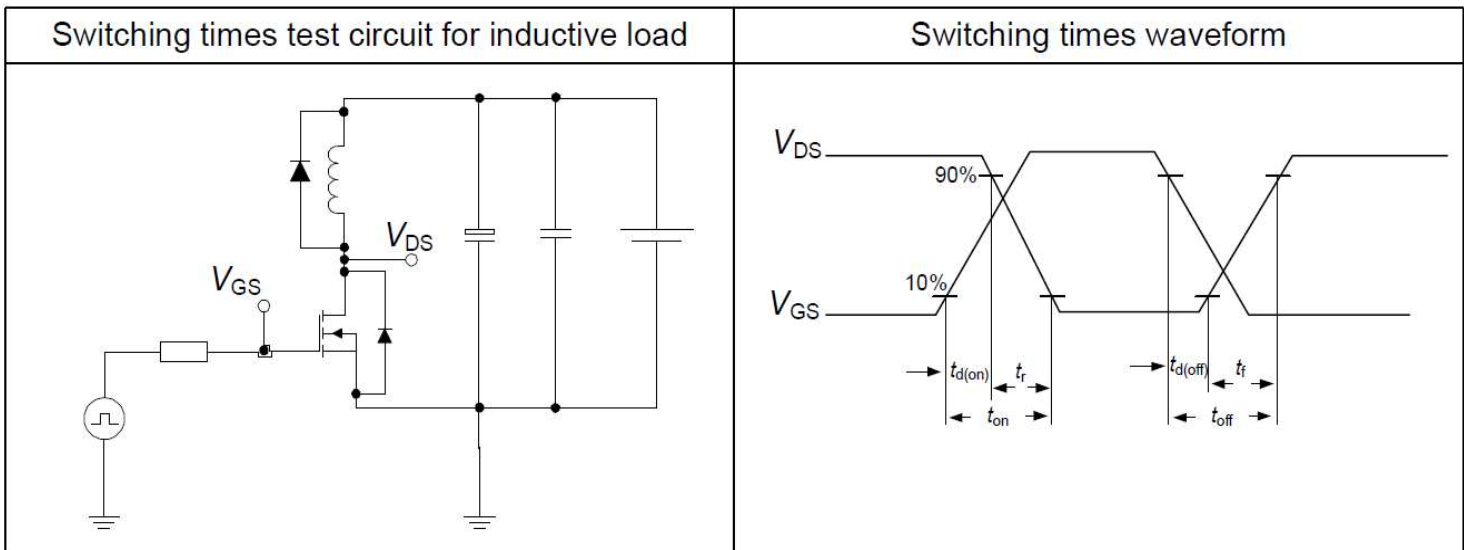 Switching times test circuit for inductive load
Switching times waveform
VDS
VGS
VDS
90%
10%
VGS
td(on)
tr
td(off)
tf
ton
toff